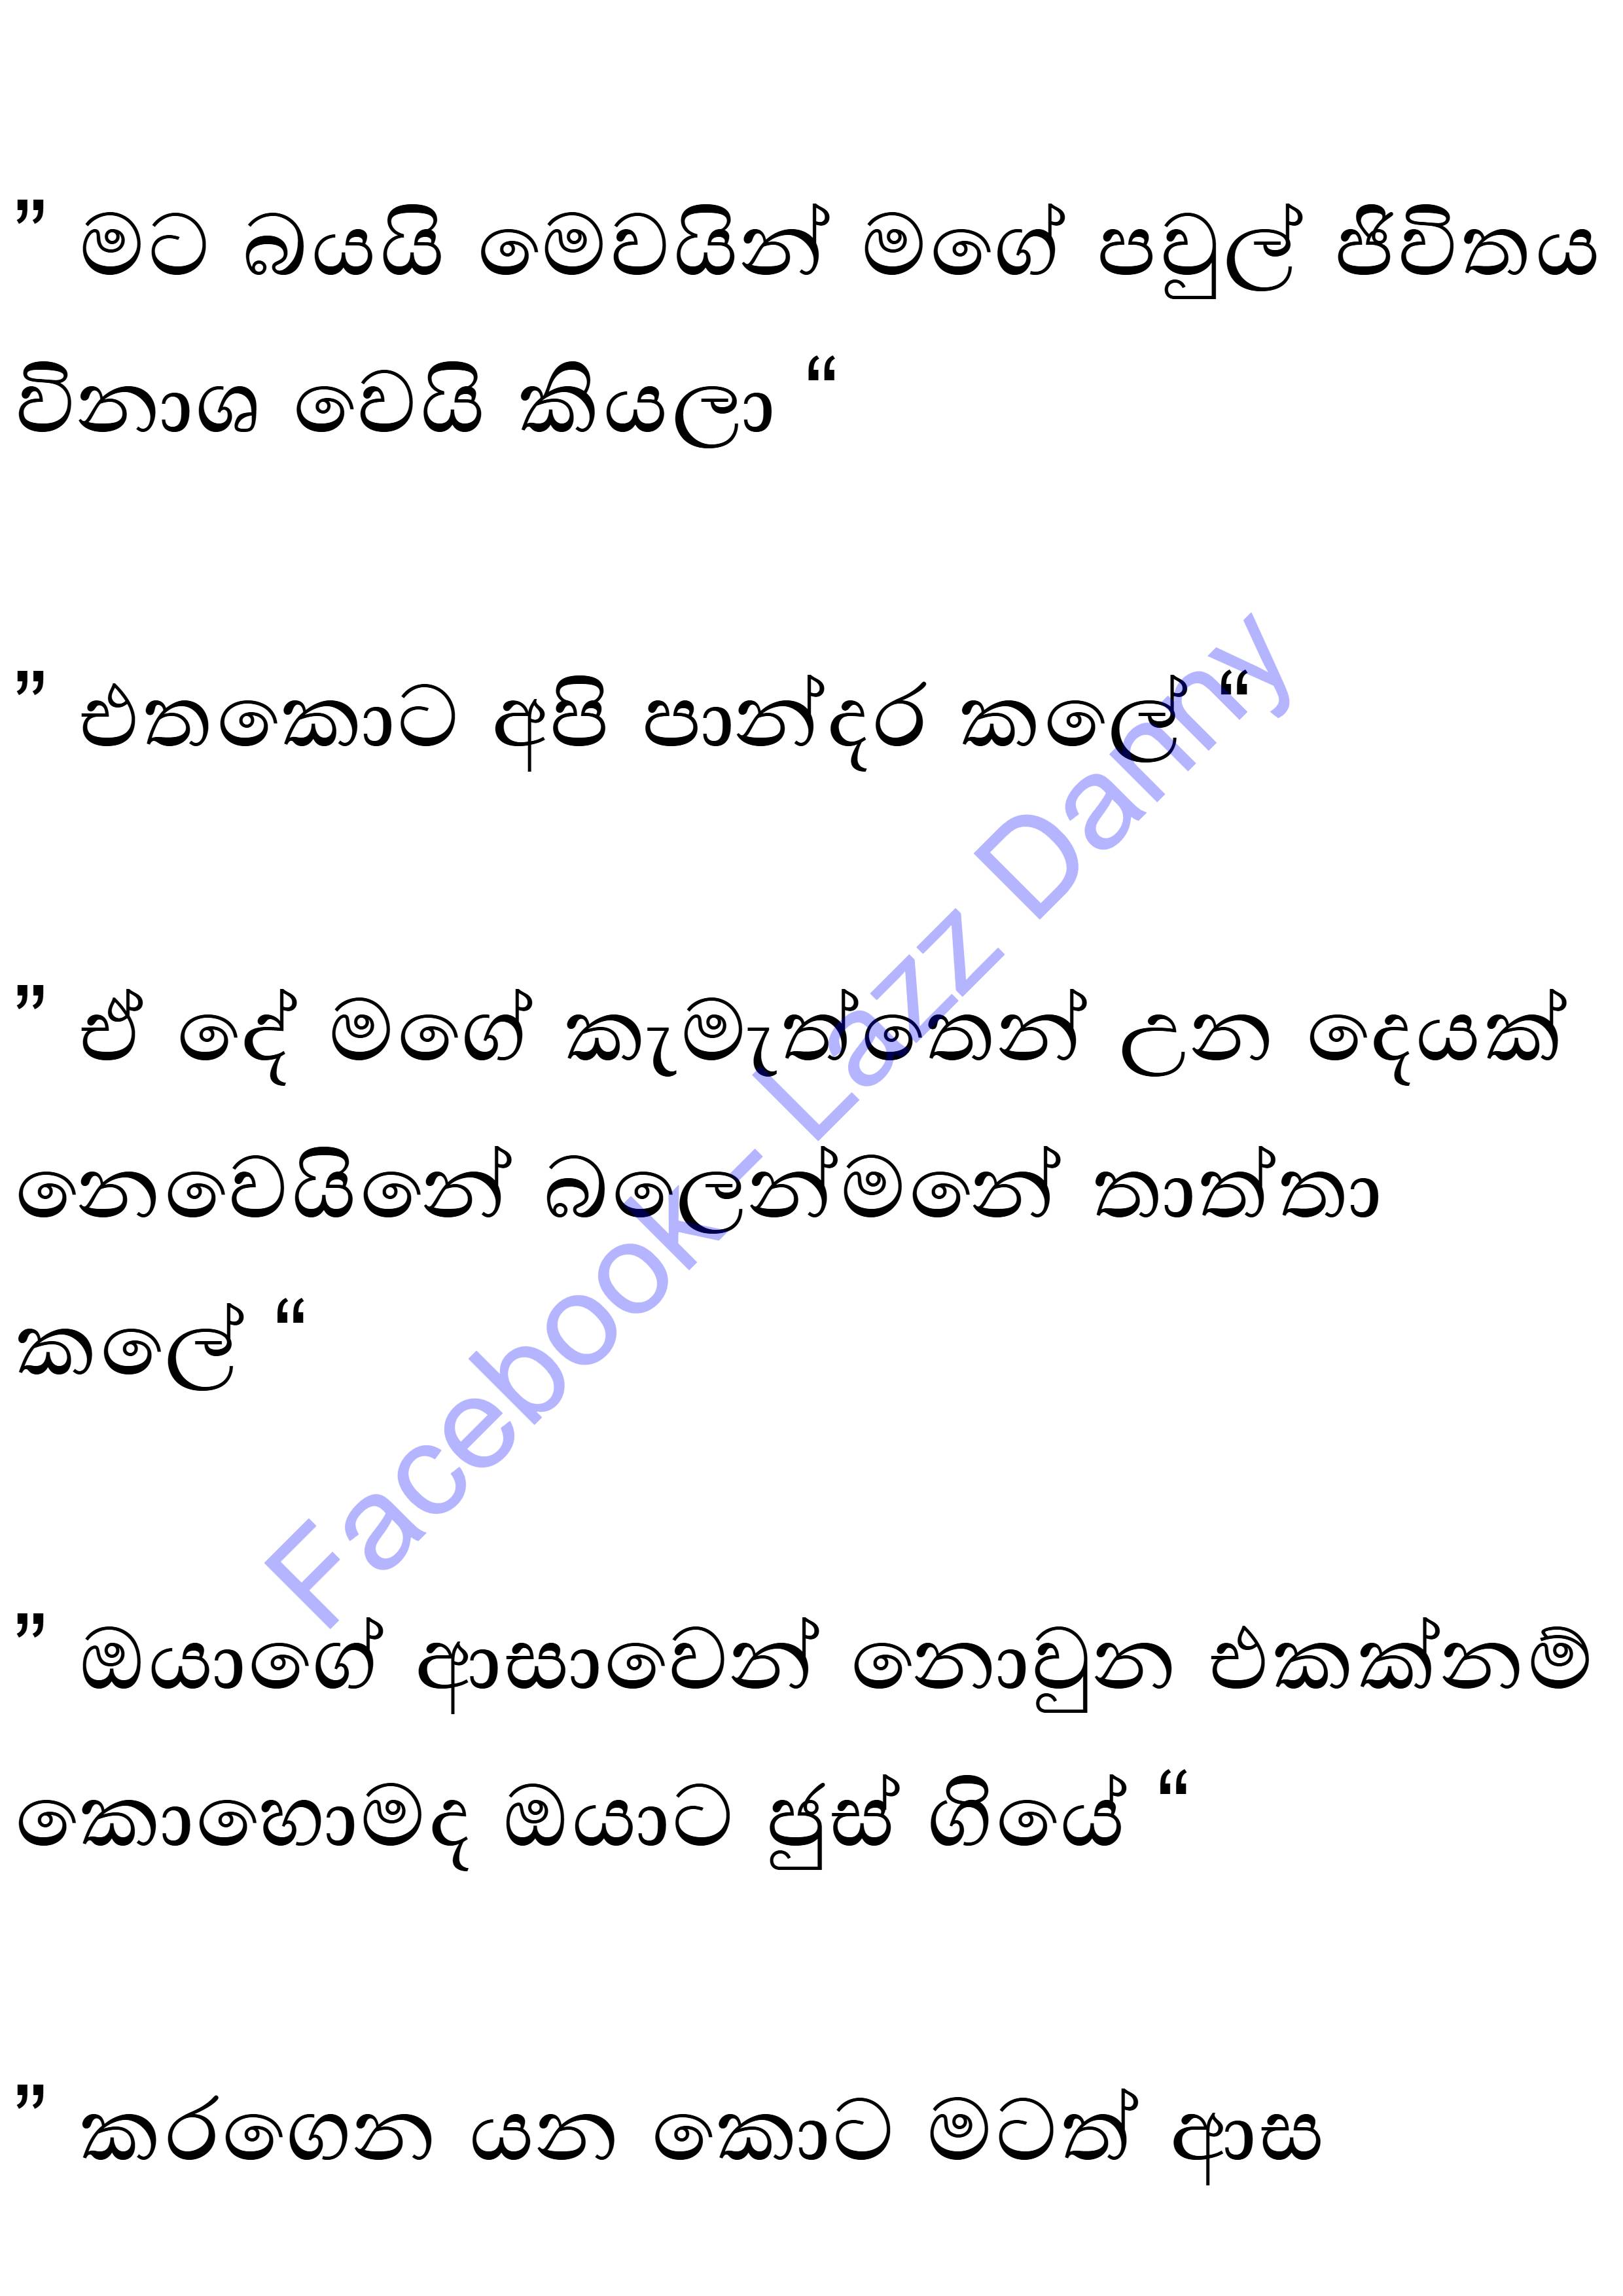 ” මට බයයි මෙවයින් මගේ පවුල් ජිවිතය
විනාශ වෙයි කියලා “
” එතකොට අපි පාන්දර කලේ “
” ඒ දේ මගේ කැමැත්තෙන් උන දෙයක්
නෙවෙයිනේ බලෙන්මනේ තාත්තා
කලේ “
” ඔයාගේ ආසාවෙන් නොවුන එකක්නම්
කොහොමද ඔයාට ජුස් ගියේ “
” කරගෙන යන කොට මටත් ආස
Facebook- Lazz Damy